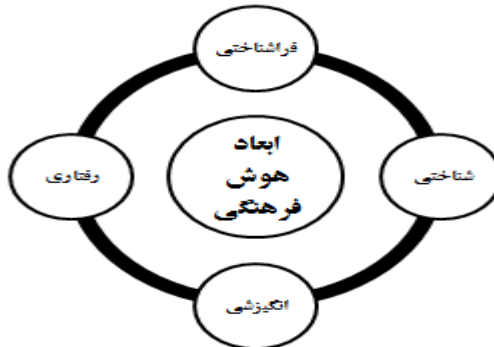 فراشناختی
ابعاد
هوش
فرهنگی
شناختی
رفتاری
انگیزشی